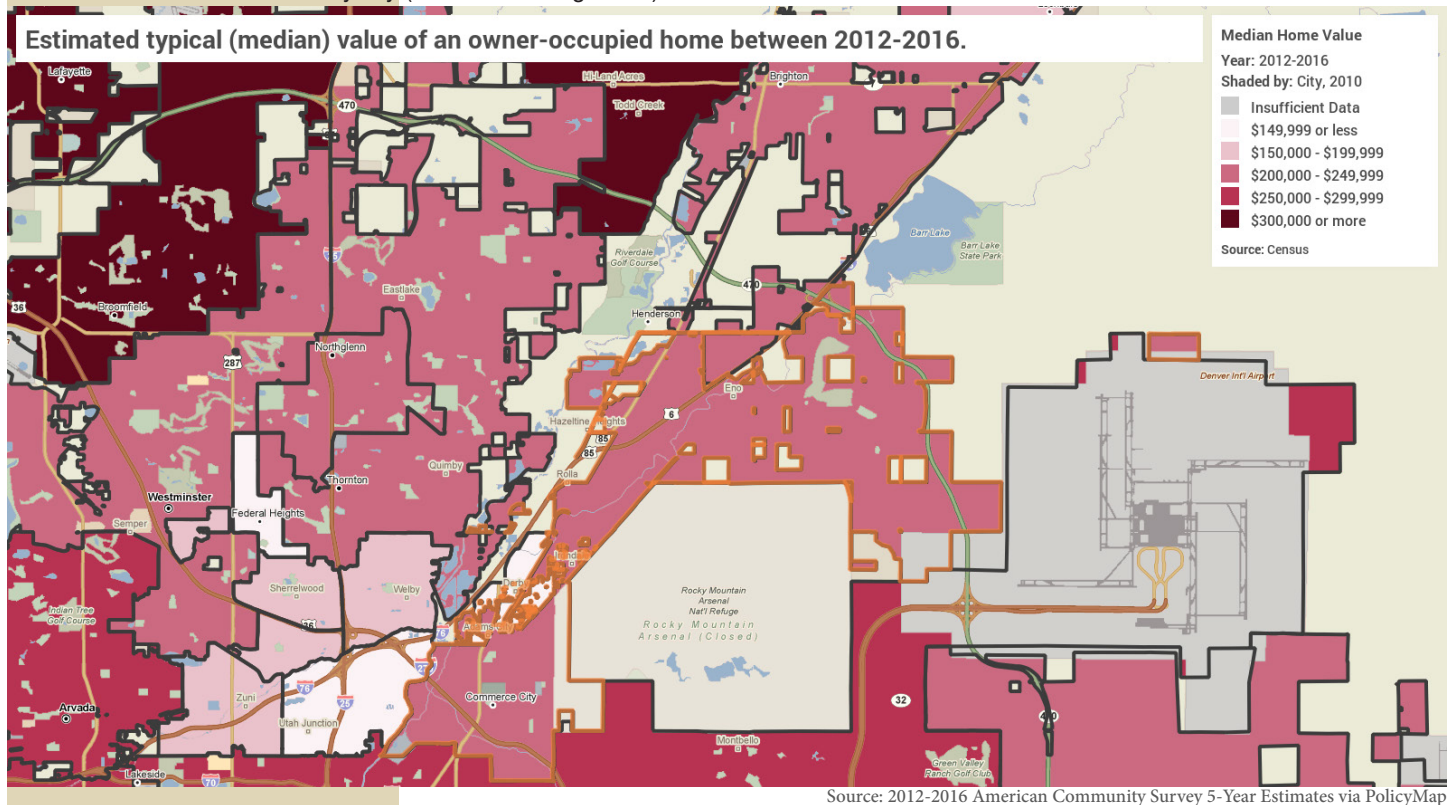 Estimated typical (median) value of an owner-occupied home between 2012-2016.
Median Home Value
Year: 2012-2016
Shaded by: City, 2010
Insufficient Data
$149,999 or less
$150,000 - $199,999
$200,000 - $249,999
$250,000 - $299,999
$300,000 or more
Source: Census
Lafayette
Hi-Land Acres
Brighton
7
470
Todd Creek
Barr Lake
Barr Lake
State Park
Riverdale
Golf Course
25
Eastlake
470
36
Broomfield
Henderson
Northglenn
287
Denver Int'l Airport
Eno
6
Hazeltine Heights
85
85
Quimby
Rolla
Thornton
Westminster
Federal Heights
Semper
Irondale
Derby
Sherrelwood
Welby
Rocky Mountain
Arsenal
Nat'l Refuge
Rocky Mountain
Arsenal (Closed)
Indian Tree
Golf Course
36
76
Adams City
270
76
25
Zuni
Commerce City
32
Arvada
Utah Junction
470
Montbello
Green Valley
Ranch Golf Club
Lakeside
70
Source: 2012-2016 American Community Survey 5-Year Estimates via PolicyMap